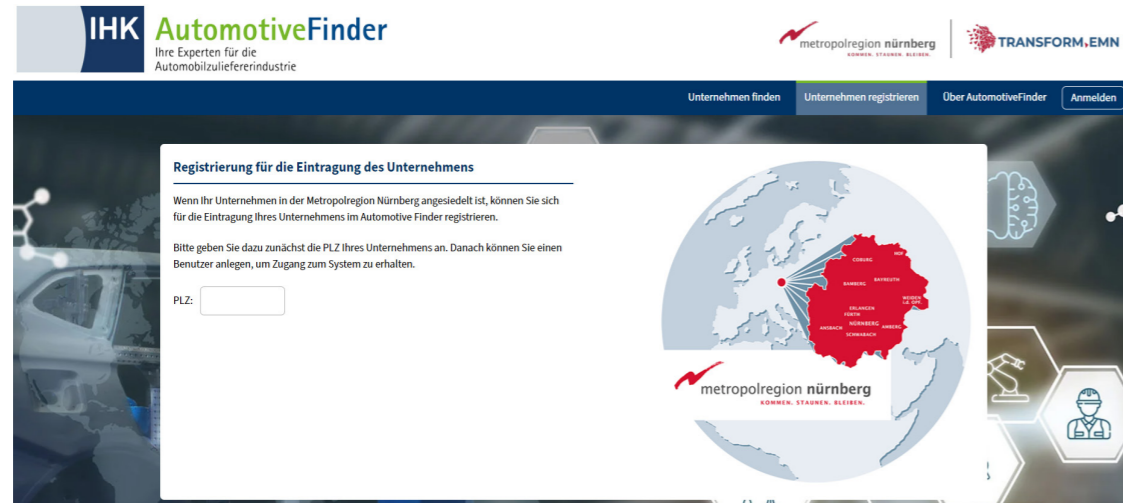 IHK
AutomotiveFinder
Ihre Experten für die
Automobilzuliefererindustrie
metropolregion nürnberg
KOMMEN. STAUNEN. BLEIBEN.
TRANSFORM.EMN
Unternehmen finden
Unternehmen registrieren
Über AutomotiveFinder
Anmelden
Registrierung für die Eintragung des Unternehmens
Wenn Ihr Unternehmen in der Metropolregion Nürnberg angesiedelt ist, können Sie sich
für die Eintragung Ihres Unternehmens im Automotive Finder registrieren.
Bitte geben Sie dazu zunächst die PLZ Ihres Unternehmens an. Danach können Sie einen
Benutzer anlegen, um Zugang zum System zu erhalten.
PLZ:
COBURG
HOF
BAMBERG
BAYREUTH
WEIDEN
i.d. OPF.
ERLANGEN
FÜRTH
NÜRNBERG
AMBERG
ANSBACH
SCHWABACH
metropolregion nürnberg
KOMMEN. STAUNEN. BLEIBEN.